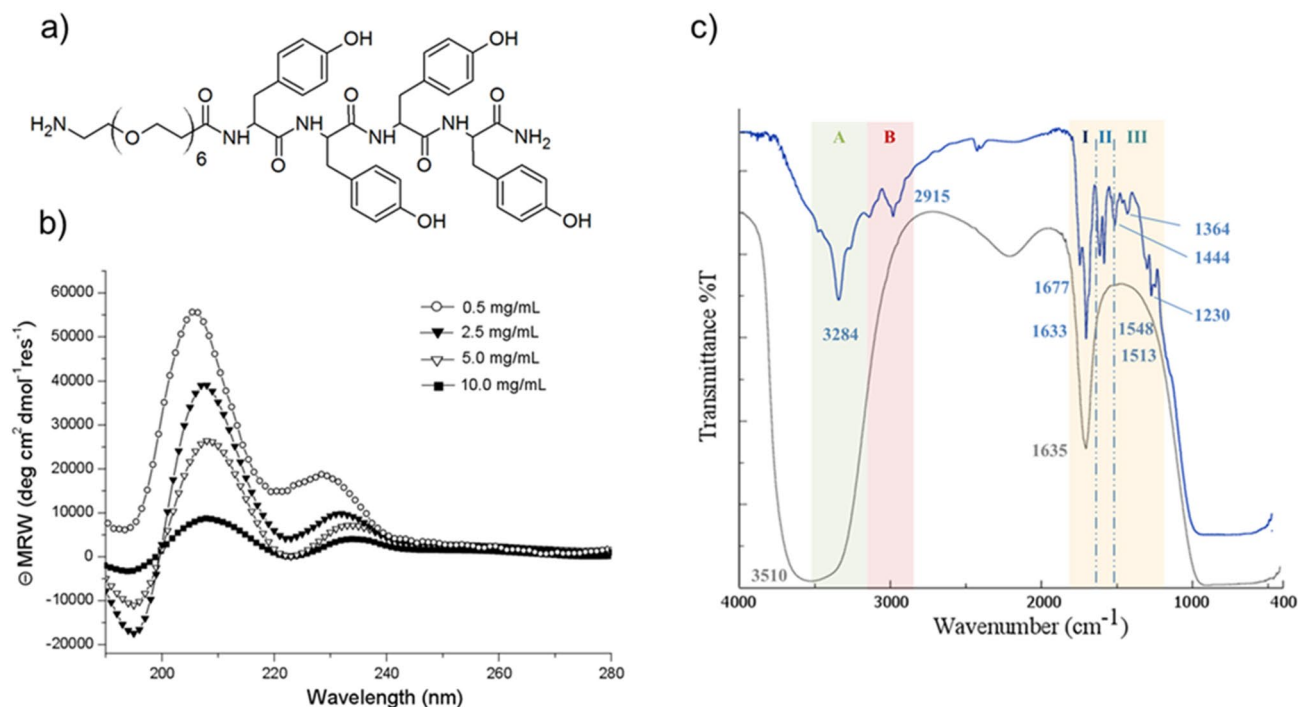 a)
OH
OH
H₂N
O
6
O
N
H
O
H
N
O
N
H
O
H
N
O
NH₂
OH
OH
b)
60000
50000
40000
30000
20000
10000
0
-10000
-20000
200
220
240
260
280
ΘMRW (deg cm² dmol⁻¹res⁻¹)
Wavelength (nm)
0.5 mg/mL
2.5 mg/mL
5.0 mg/mL
10.0 mg/mL
c)
A
B
I
II
III
2915
1364
1444
1677
1633
3284
1548
1230
1513
1635
3510
4000
3000
2000
1000
400
Transmittance %T
Wavenumber (cm⁻¹)